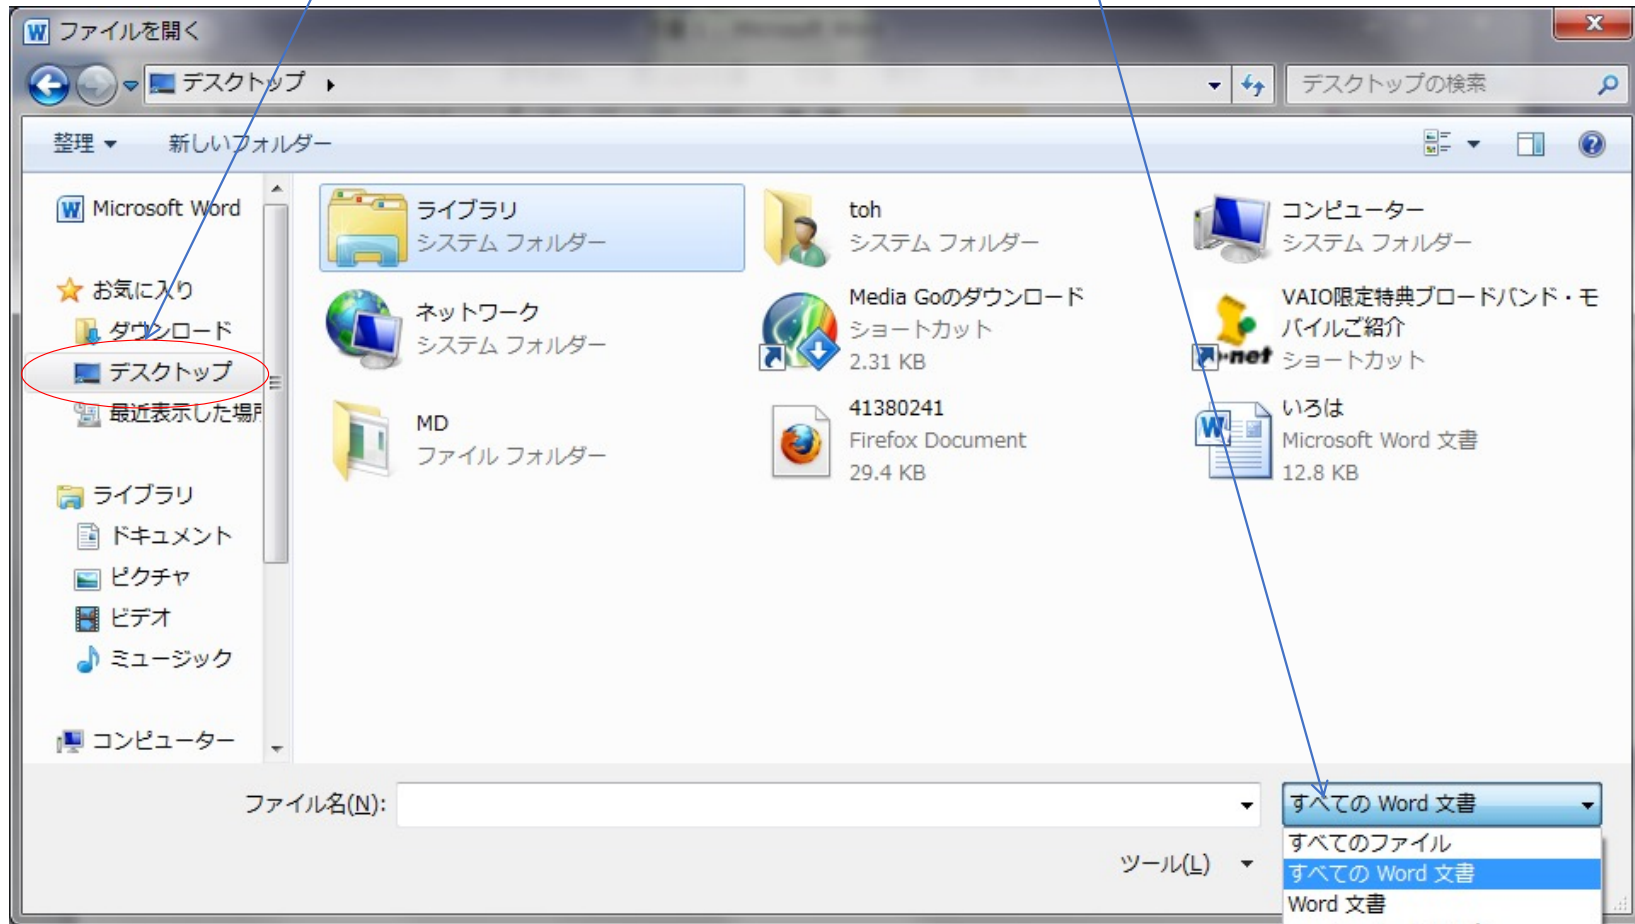 ファイルを開く
デスクトップ
デスクトップの検索
整理
新しいフォルダー
Microsoft Word
お気に入り
ダウンロード
デスクトップ
最近表示した場所
ライブラリ
ドキュメント
ピクチャ
ビデオ
ミュージック
コンピューター
ライブラリ
システム フォルダー
toh
システム フォルダー
コンピューター
システム フォルダー
ネットワーク
システム フォルダー
Media Goのダウンロード
ショートカット
2.31 KB
VAIO限定特典ブロードバンド・モ
バイルご紹介
ショートカット
MD
ファイル フォルダー
41380241
Firefox Document
29.4 KB
いろは
Microsoft Word 文書
12.8 KB
ファイル名(N):
すべての Word 文書
ツール(L)
すべてのファイル
すべての Word 文書
Word 文書